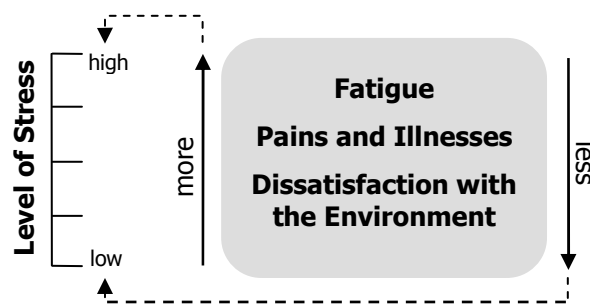 Level of Stress
high
low
more
Fatigue
Pains and Illnesses
Dissatisfaction with
the Environment
less